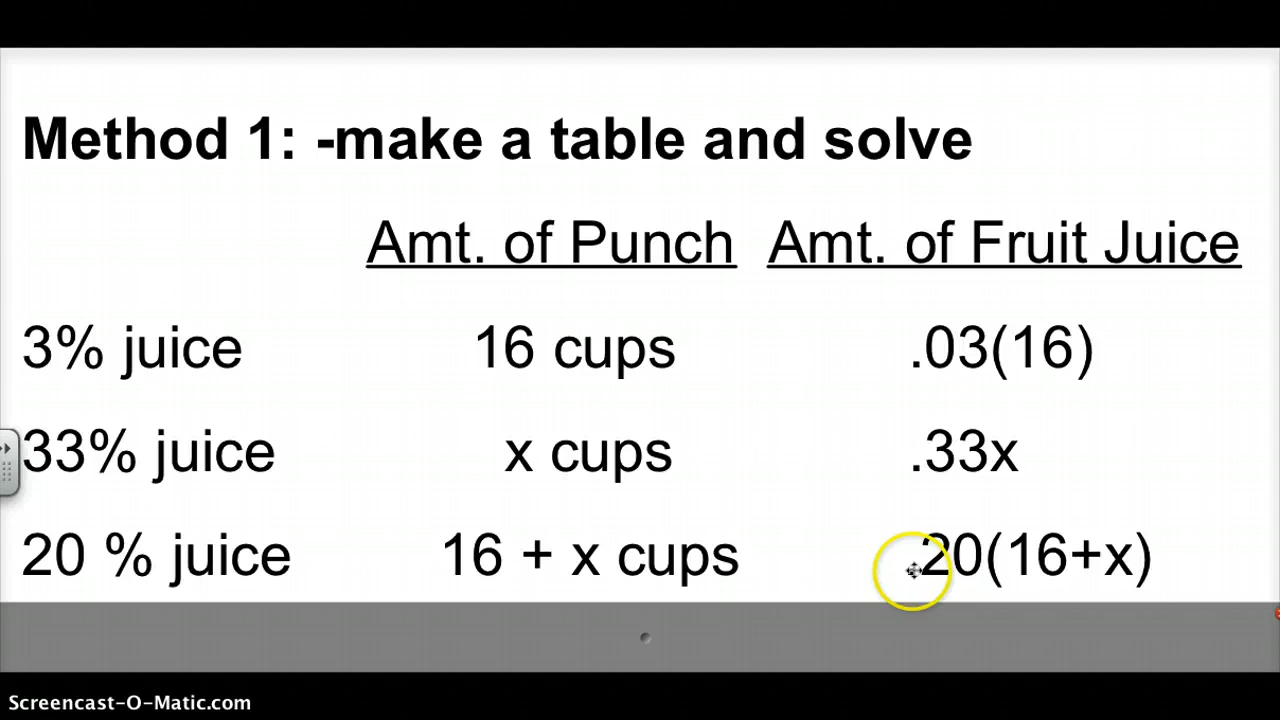 Method 1: -make a table and solve
Amt. of Punch Amt. of Fruit Juice
3% juice 16 cups .03(16)
33% juice x cups .33x
20 % juice 16 + x cups .20(16+x)
Screencast-O-Matic.com